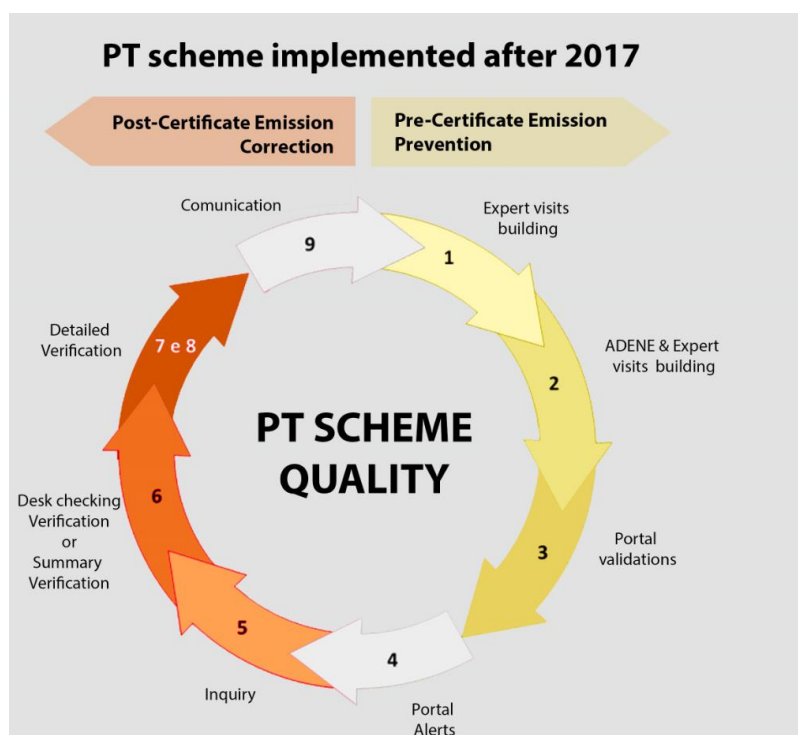 PT scheme implemented after 2017
Post-Certificate Emission
Correction
Pre-Certificate Emission
Prevention
Comunication
9
Expert visits
building
1
ADENE & Expert
visits building
2
Portal
validations
3
Portal
Alerts
4
Inquiry
5
Desk checking
Verification
or
Summary
Verification
6
Detailed
Verification
7 e 8
PT SCHEME
QUALITY